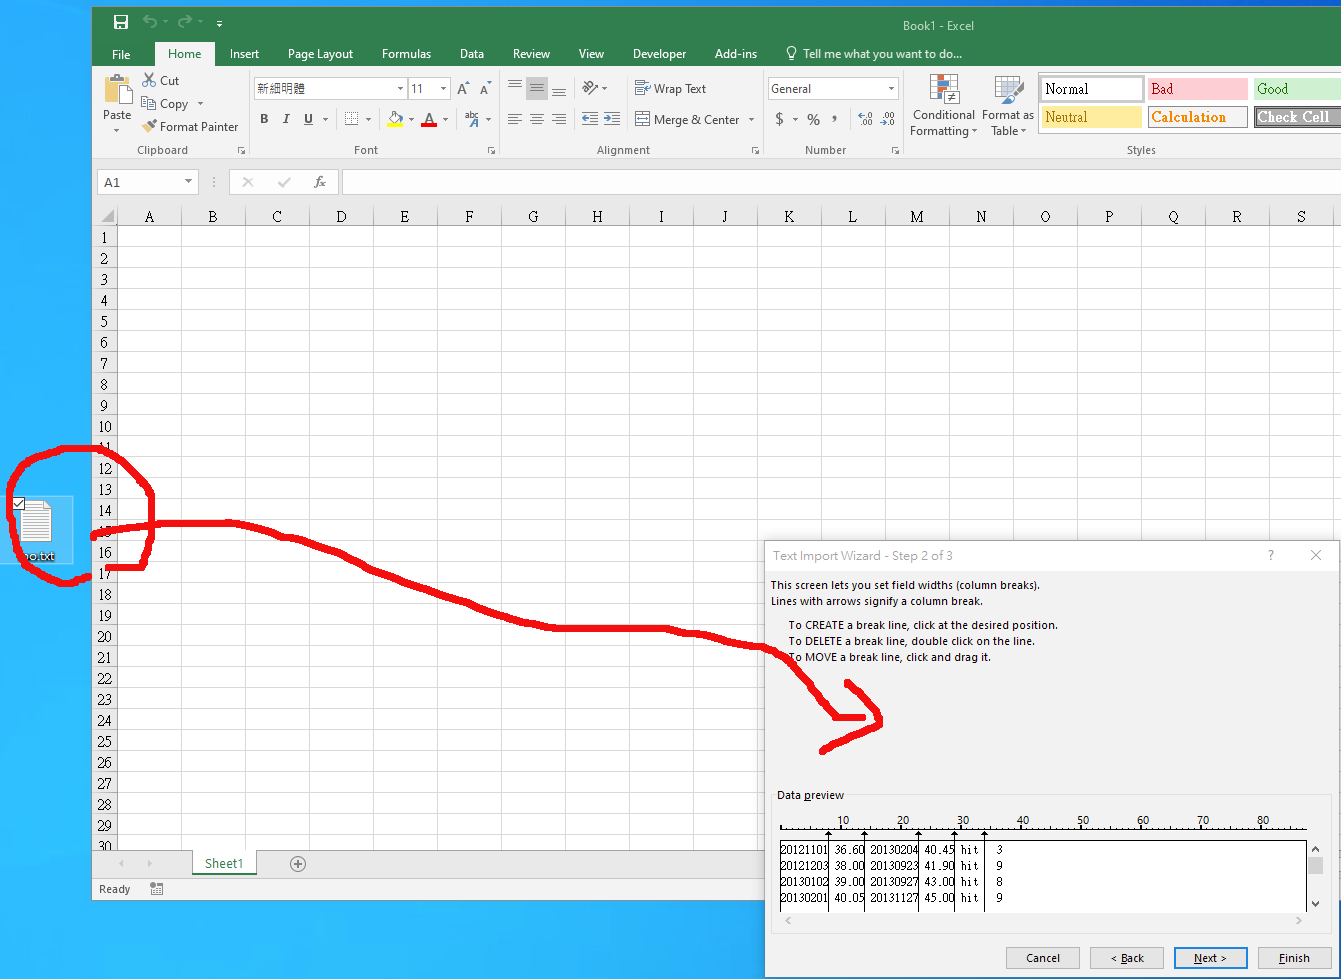 Book1 - Excel
File Home Insert Page Layout Formulas Data Review View Developer Add-ins Tell me what you want to do...
Paste
Cut
Copy
Format Painter
Clipboard
新細明體 11 A A
B I U A abc A
Font
Wrap Text
Merge & Center
Alignment
General
$ % , .0 .00 .00 .0
Number
Conditional Formatting
Format as Table
Normal Bad Good
Neutral Calculation Check Cell
Styles
A1 fx
A B C D E F G H I J K L M N O P Q R S
1
2
3
4
5
6
7
8
9
10
11
12
13
14
15
16
17
18
19
20
21
22
23
24
25
26
27
28
29
30
.txt
Sheet1
Ready
Text Import Wizard - Step 2 of 3 ?
This screen lets you set field widths (column breaks).
Lines with arrows signify a column break.
To CREATE a break line, click at the desired position.
To DELETE a break line, double click on the line.
To MOVE a break line, click and drag it.
Data preview
10 20 30 40 50 60 70 80
20121101 36.60 20130204 40.45 hit 3
20121203 38.00 20130923 41.90 hit 9
20130102 39.00 20130927 43.00 hit 8
20130201 40.05 20131127 45.00 hit 9
Cancel < Back Next > Finish